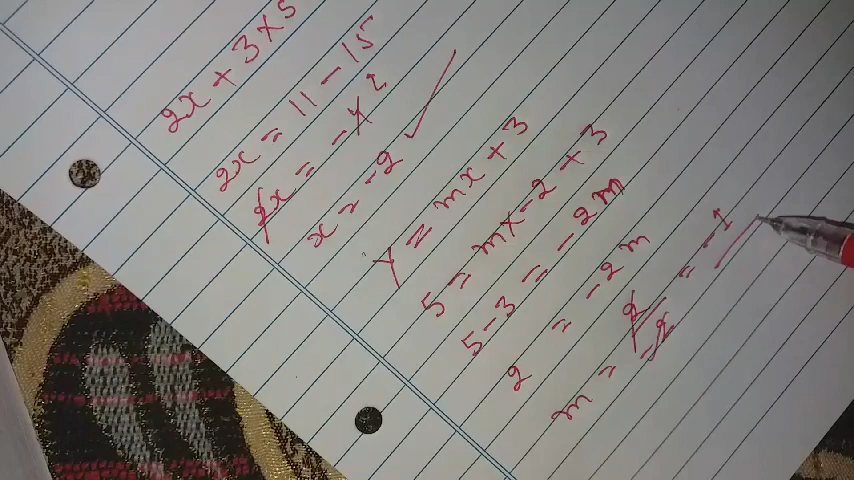 2x + 3×5
2x = 11 - 15
2x = -4 2
x = -2 ✓
y = mx + 3
5 = m×-2 + 3
5-3 = -2m
2 = -2m
m = 2/-2 = -1